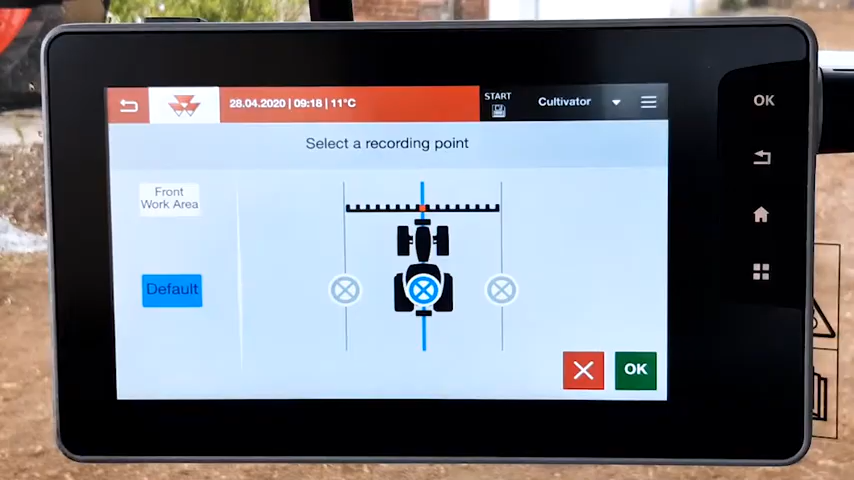 28.04.2020 | 09:18 | 11°C
START
Cultivator
Select a recording point
Front
Work Area
Default
OK
OK